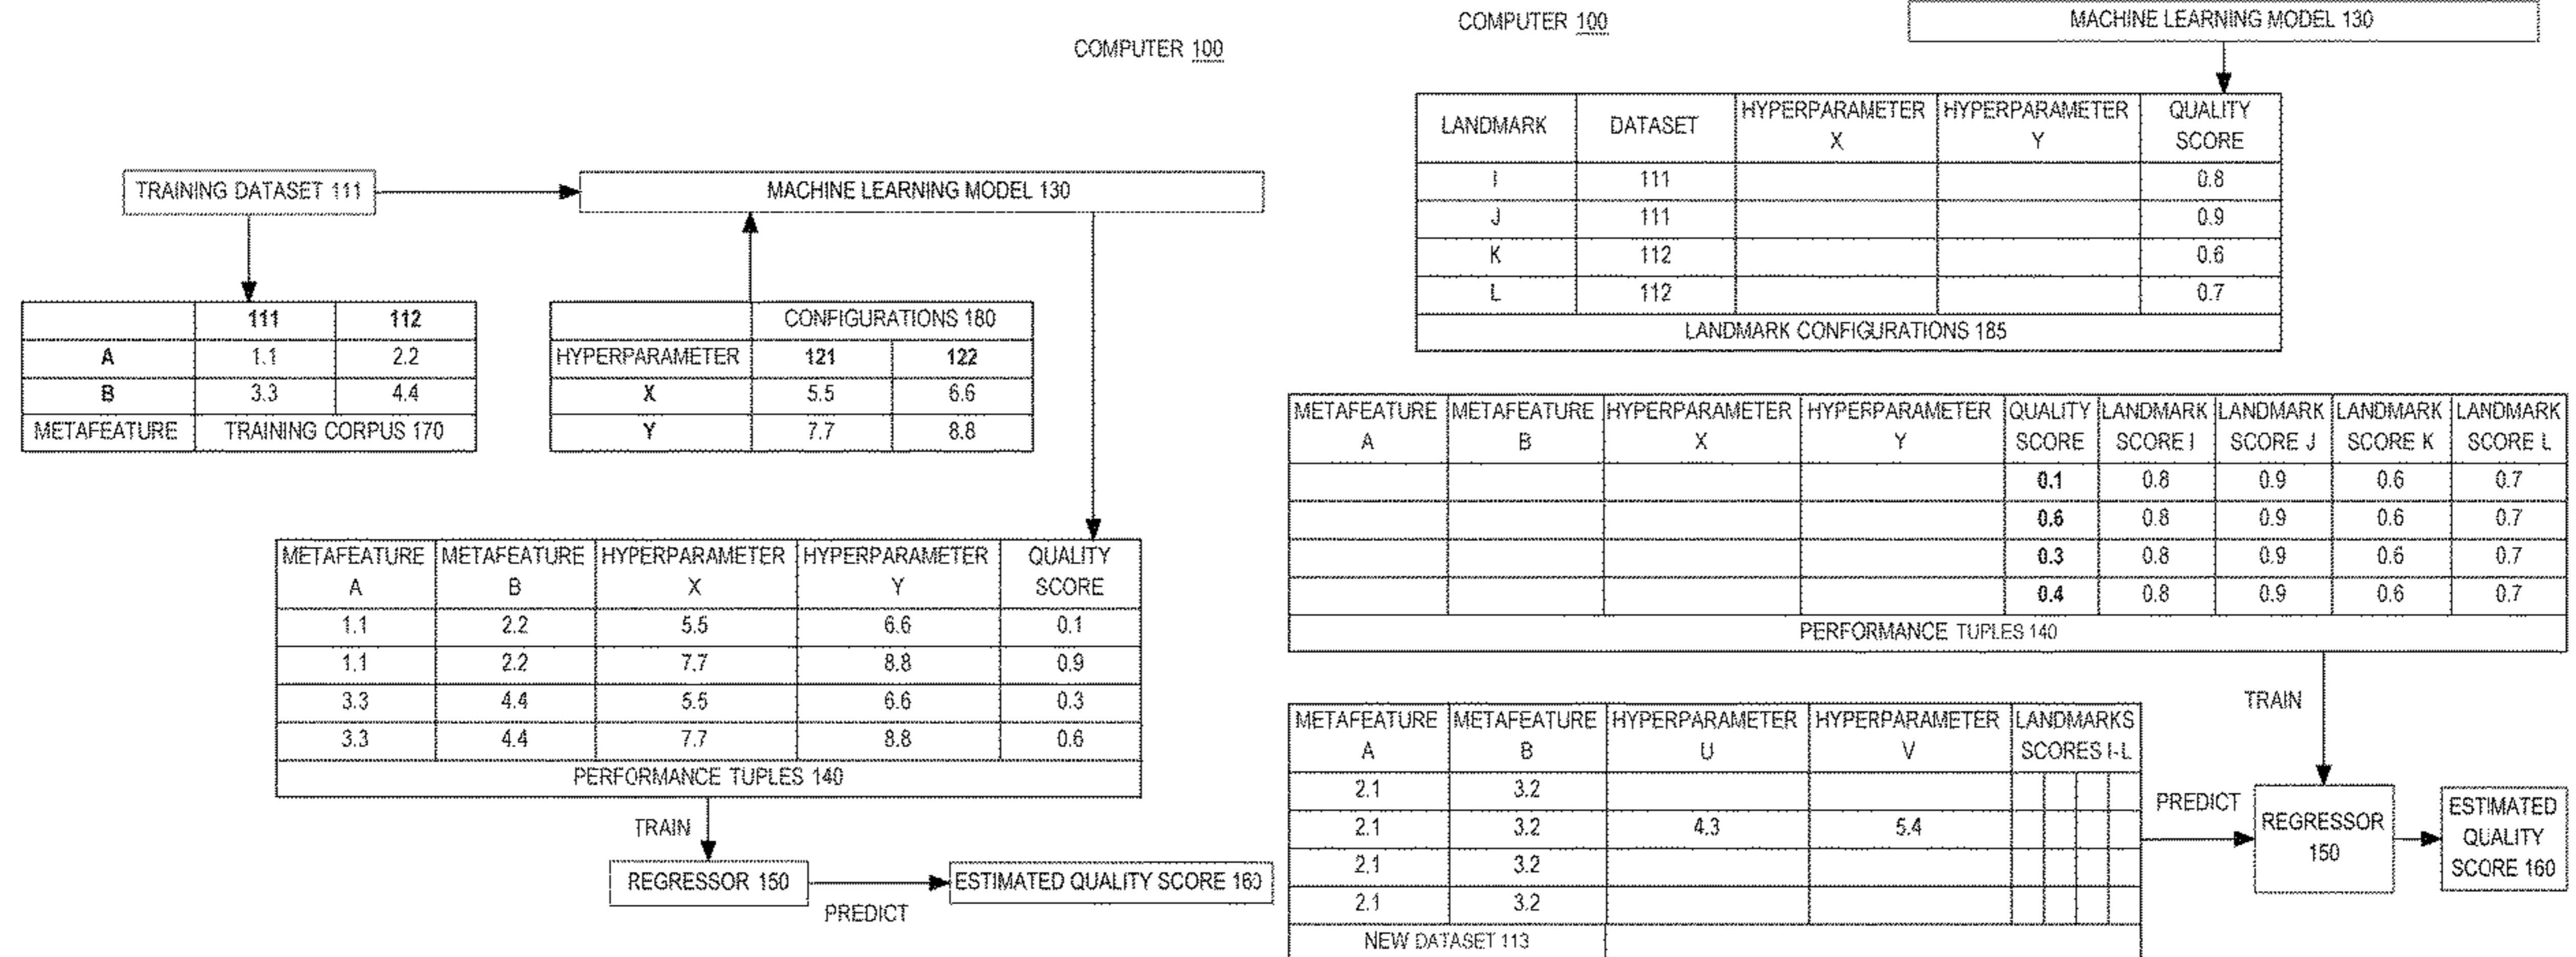 COMPUTER 100
TRAINING DATASET 111
MACHINE LEARNING MODEL 130
111 112
A 1.1 2.2
B 3.3 4.4
METAFEATURE TRAINING CORPUS 170
CONFIGURATIONS 180
HYPERPARAMETER 121 122
X 5.5 6.6
Y 7.7 8.8
METAFEATURE METAFEATURE HYPERPARAMETER HYPERPARAMETER QUALITY
A B X Y SCORE
1.1 2.2 5.5 6.6 0.1
1.1 2.2 7.7 8.8 0.9
3.3 4.4 5.5 6.6 0.3
3.3 4.4 7.7 8.8 0.6
PERFORMANCE TUPLES 140
TRAIN
REGRESSOR 150
PREDICT
ESTIMATED QUALITY SCORE 160
COMPUTER 100
MACHINE LEARNING MODEL 130
LANDMARK DATASET HYPERPARAMETER HYPERPARAMETER QUALITY
X Y SCORE
I 111 0.8
J 111 0.9
K 112 0.6
L 112 0.7
LANDMARK CONFIGURATIONS 185
METAFEATURE METAFEATURE HYPERPARAMETER HYPERPARAMETER QUALITY LANDMARK LANDMARK LANDMARK LANDMARK
A B X Y SCORE SCORE I SCORE J SCORE K SCORE L
0.1 0.8 0.9 0.6 0.7
0.6 0.8 0.9 0.6 0.7
0.3 0.8 0.9 0.6 0.7
0.4 0.8 0.9 0.6 0.7
PERFORMANCE TUPLES 140
TRAIN
METAFEATURE METAFEATURE HYPERPARAMETER HYPERPARAMETER LANDMARKS
A B U V SCORES I-L
2.1 3.2
2.1 3.2 4.3 5.4
2.1 3.2
2.1 3.2
NEW DATASET 113
PREDICT
REGRESSOR
150
ESTIMATED
QUALITY
SCORE 160